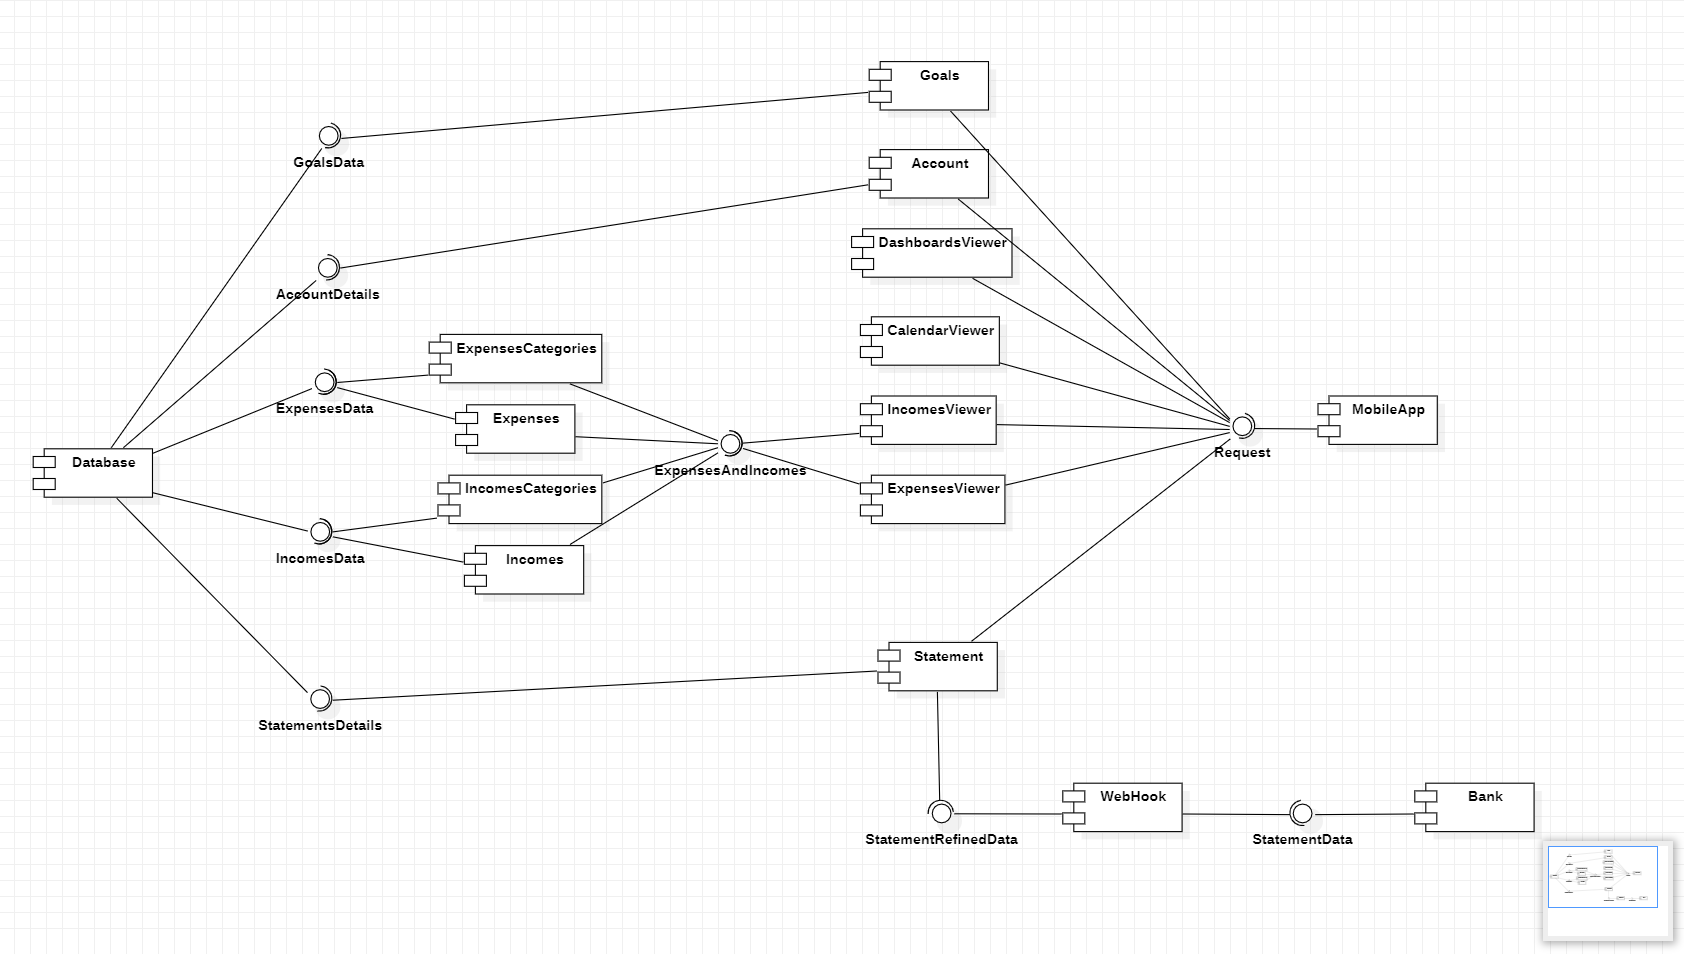 Goals
GoalsData
Account
DashboardsViewer
AccountDetails
CalendarViewer
ExpensesCategories
ExpensesData
Expenses
IncomesViewer
MobileApp
Request
Database
ExpensesAndIncomes
IncomesCategories
ExpensesViewer
IncomesData
Incomes
Statement
StatementsDetails
WebHook
Bank
StatementRefinedData
StatementData